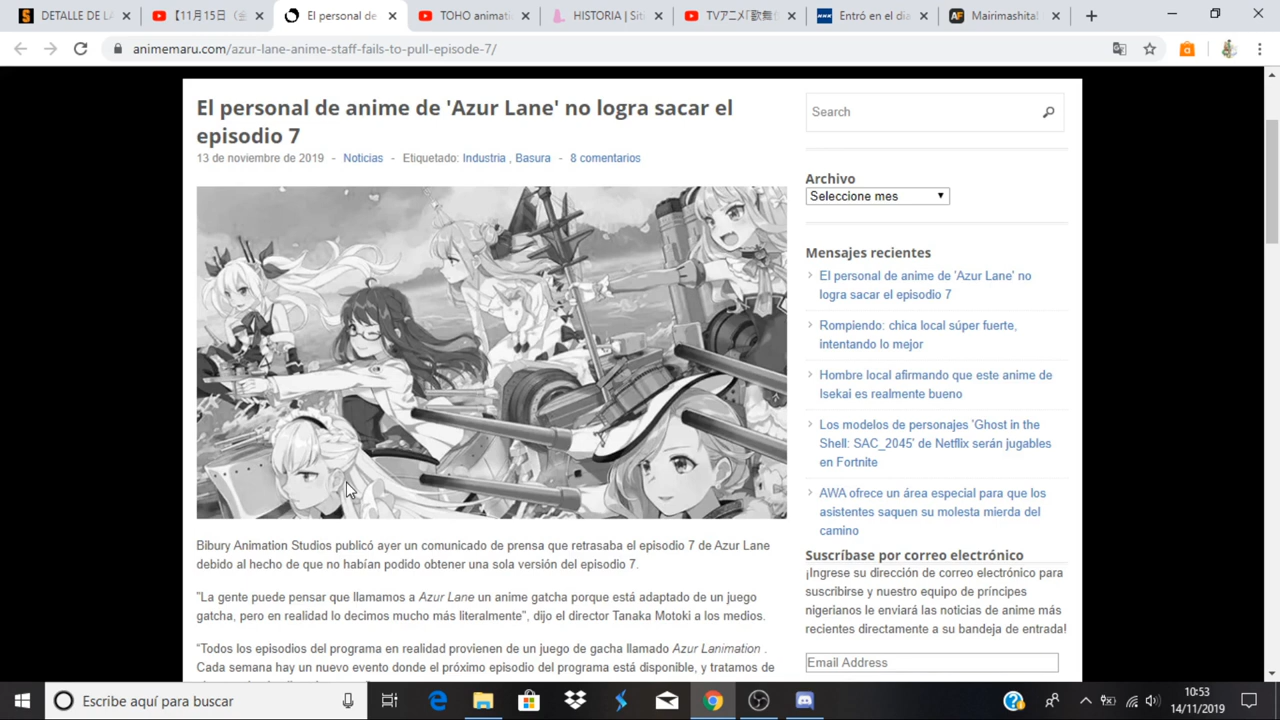 DETALLE DE LA
【11月15日（金
El personal de
TOHO animati
HISTORIA | Sit
TVアニメ「歌舞伎
Entró en el dia
Mairimashita!
animemaru.com/azur-lane-anime-staff-fails-to-pull-episode-7/
El personal de anime de 'Azur Lane' no logra sacar el
episodio 7
13 de noviembre de 2019 - Noticias - Etiquetado: Industria , Basura - 8 comentarios
Bibury Animation Studios publicó ayer un comunicado de prensa que retrasaba el episodio 7 de Azur Lane
debido al hecho de que no habían podido obtener una sola versión del episodio 7.
"La gente puede pensar que llamamos a Azur Lane un anime gatcha porque está adaptado de un juego
gatcha, pero en realidad lo decimos mucho más literalmente", dijo el director Tanaka Motoki a los medios.
"Todos los episodios del programa en realidad provienen de un juego de gacha llamado Azur Lanimation .
Cada semana hay un nuevo evento donde el próximo episodio del programa está disponible, y tratamos de
Search
Archivo
Seleccione mes
Mensajes recientes
El personal de anime de 'Azur Lane' no
logra sacar el episodio 7
Rompiendo: chica local súper fuerte,
intentando lo mejor
Hombre local afirmando que este anime de
Isekai es realmente bueno
Los modelos de personajes 'Ghost in the
Shell: SAC_2045' de Netflix serán jugables
en Fortnite
AWA ofrece un área especial para que los
asistentes saquen su molesta mierda del
camino
Suscríbase por correo electrónico
¡Ingrese su dirección de correo electrónico para
suscribirse y nuestro equipo de príncipes
nigerianos le enviará las noticias de anime más
recientes directamente a su bandeja de entrada!
Email Address
Escribe aquí para buscar
10:53
14/11/2019